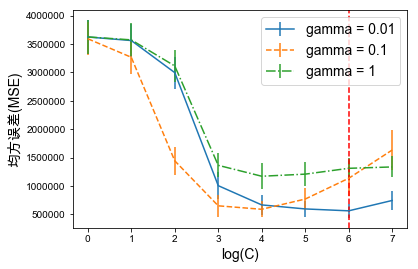 4000000
3500000
3000000
2500000
2000000
1500000
1000000
500000
均方误差(MSE)
gamma = 0.01
gamma = 0.1
gamma = 1
0 1 2 3 4 5 6 7
log(C)